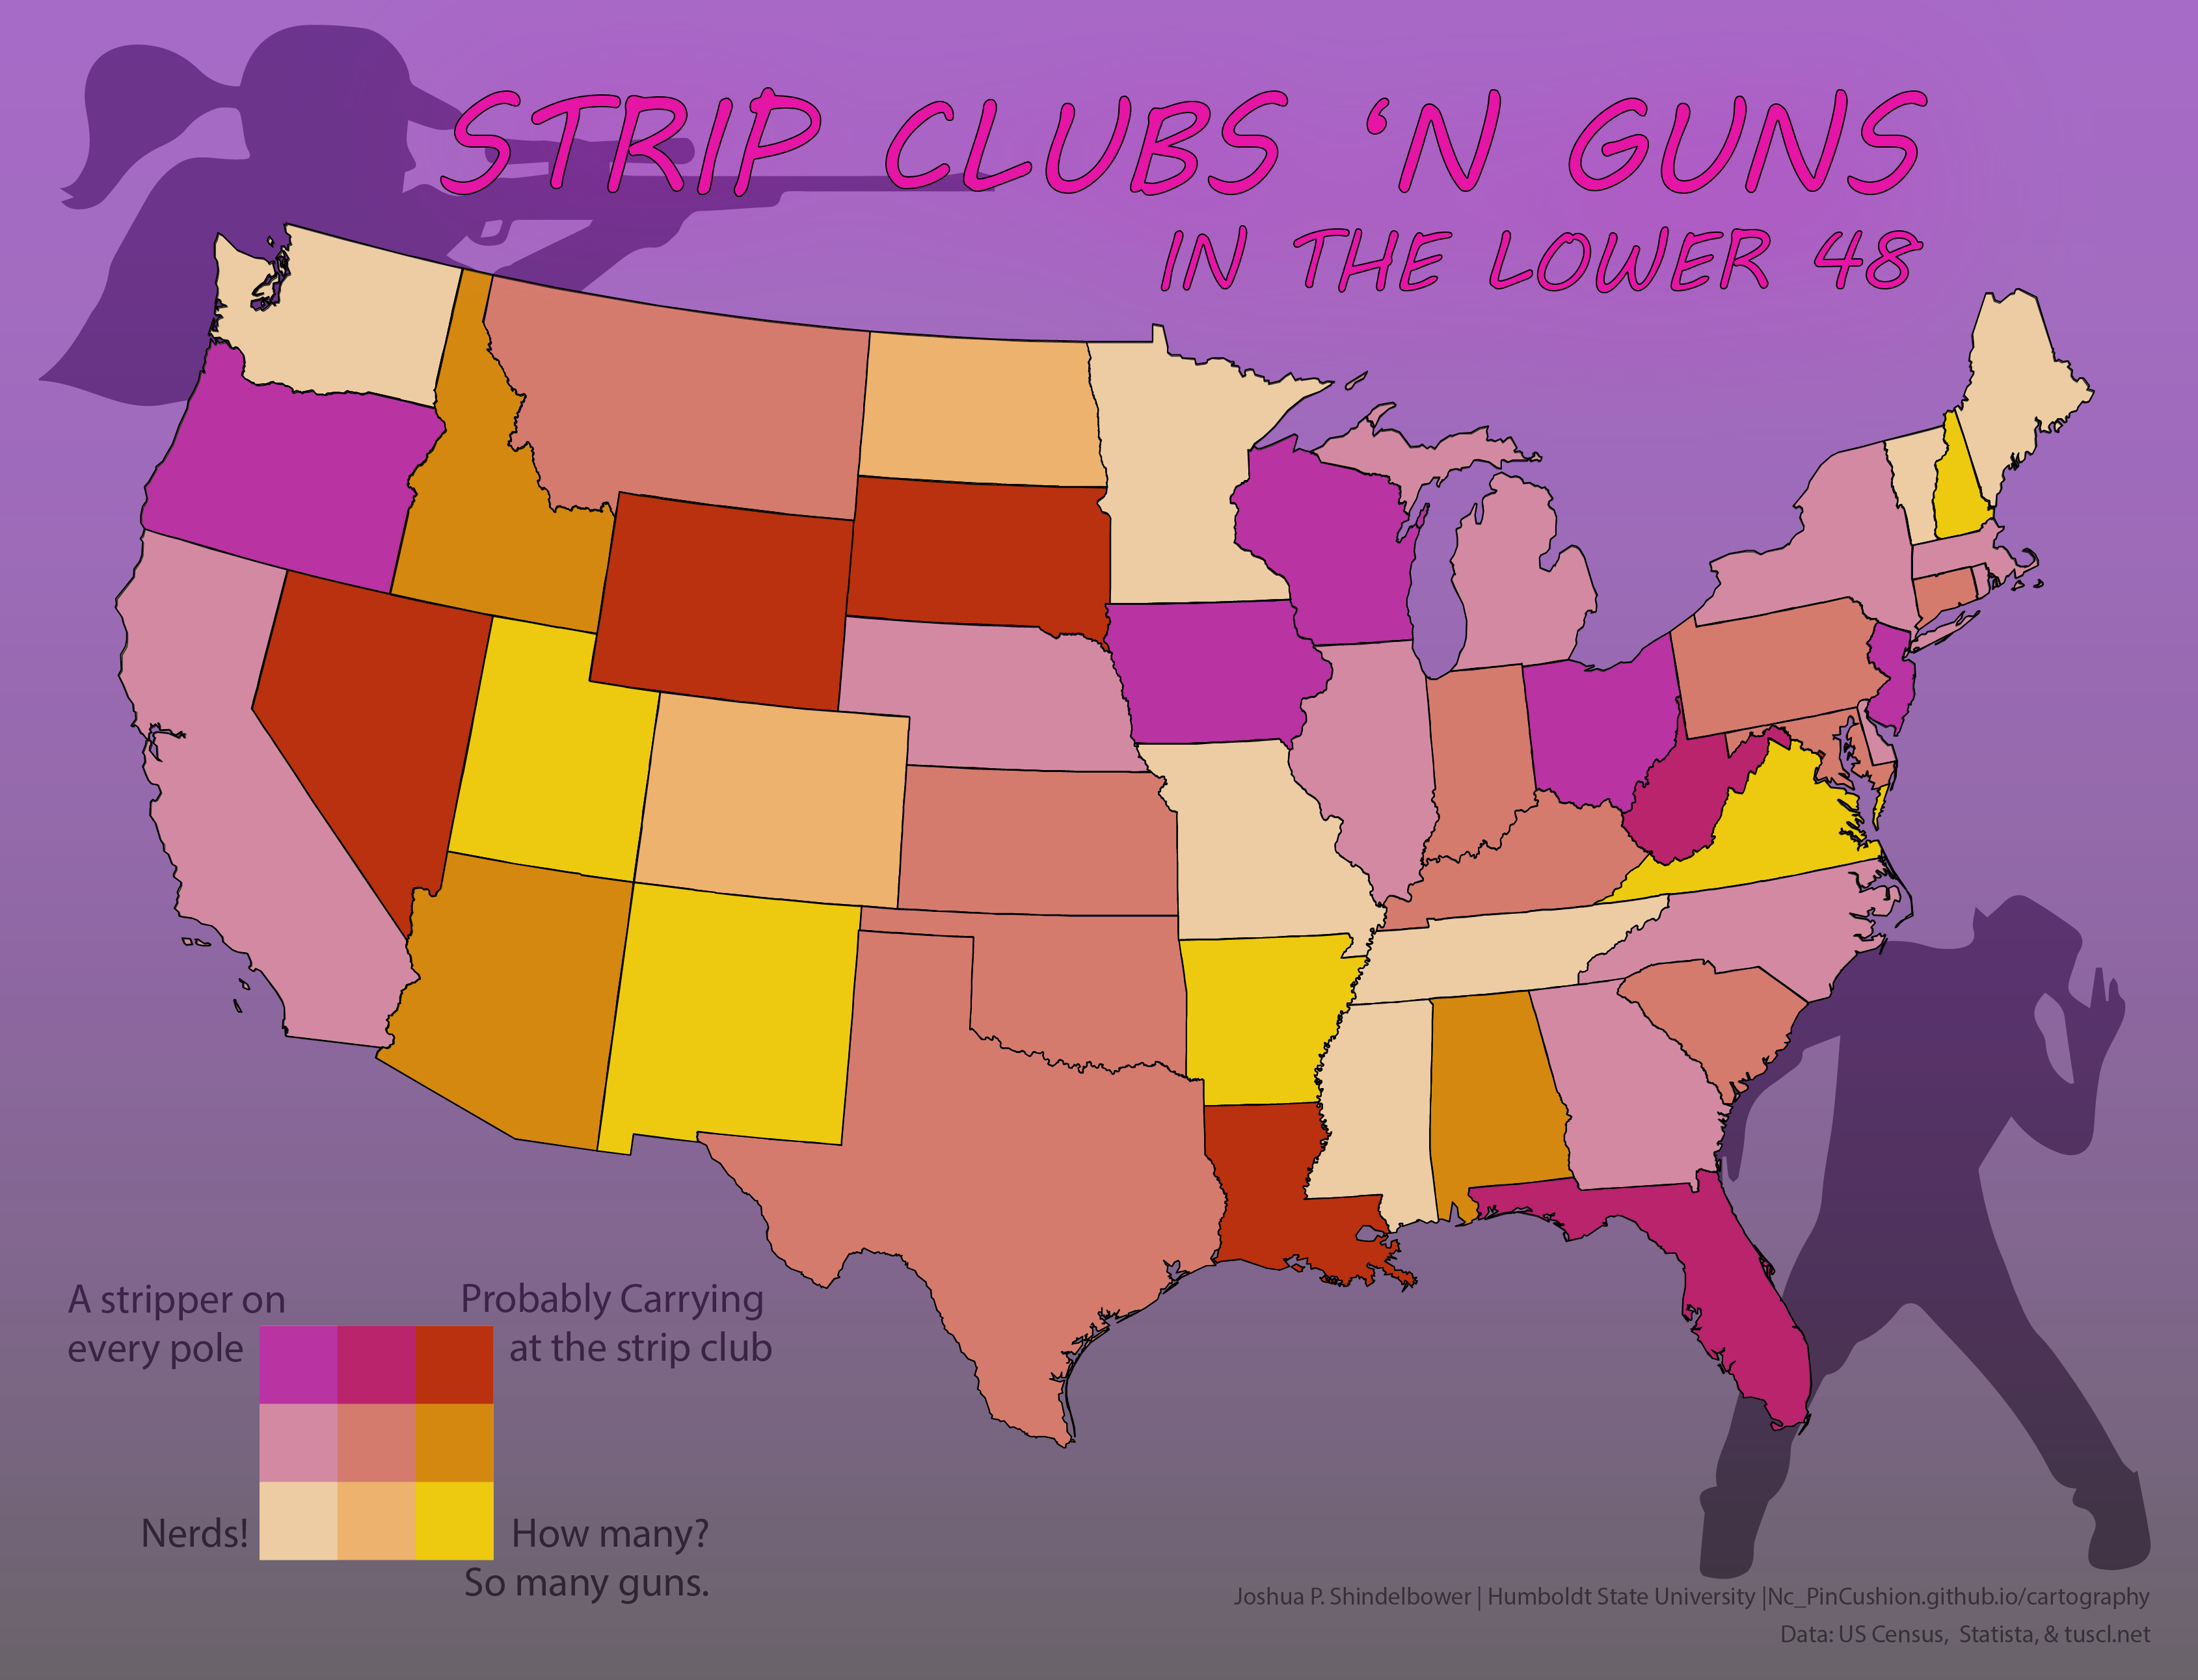 STRIP CLUBS ‘N GUNS
IN THE LOWER 48
A stripper on
every pole
Probably Carrying
at the strip club
Nerds!
How many?
So many guns.
Joshua P. Shindelbower | Humboldt State University |Nc_PinCushion.github.io/cartography
Data: US Census, Statista, & tuscl.net